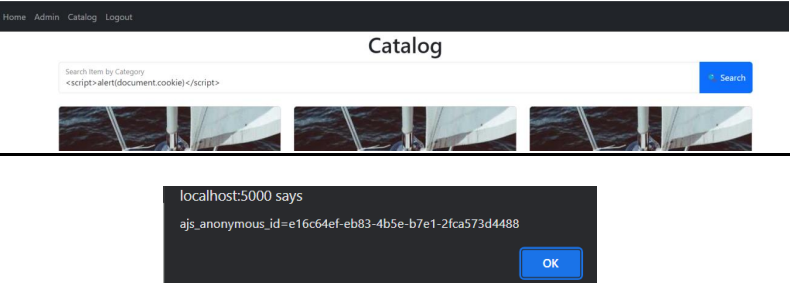 Home Admin Catalog Logout
Catalog
Search Item by Category
<script>alert(document.cookie)</script>
Search
localhost:5000 says
ajs_anonymous_id=e16c64ef-eb83-4b5e-b7e1-2fca573d4488
OK